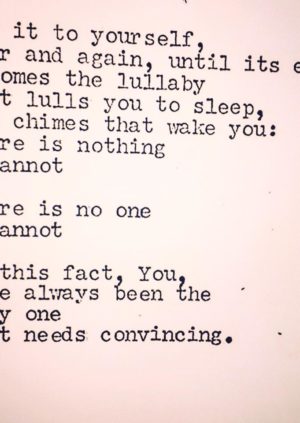 it to yourself,
r and again, until its e
omes the lullaby
t lulls you to sleep,
chimes that wake you:
re is nothing
annot
re is no one
annot
this fact, You,
e always been the
y one
t needs convincing.